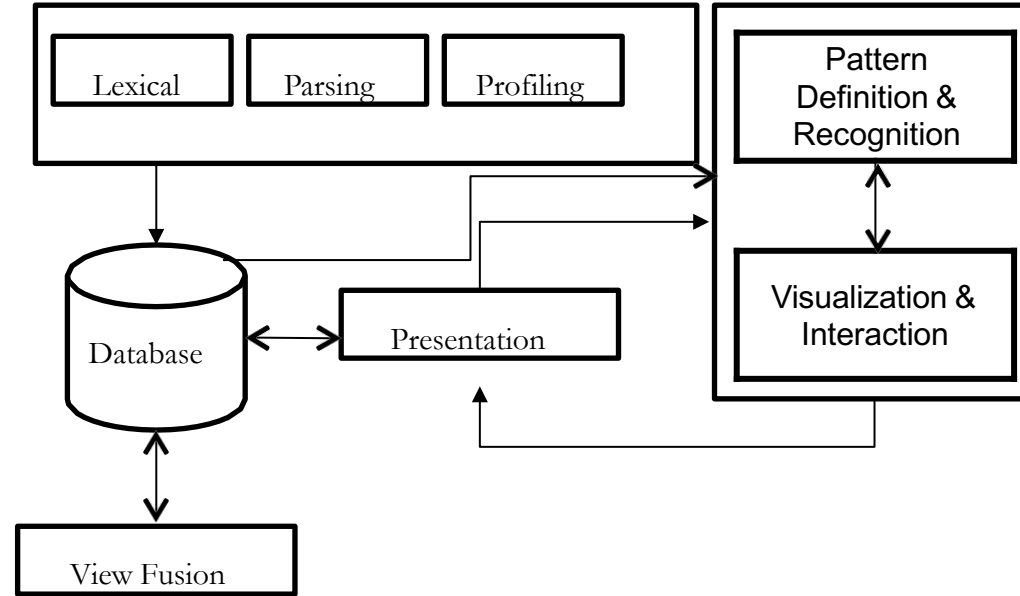 Lexical
Parsing
Profiling
Pattern
Definition &
Recognition
Visualization &
Interaction
Presentation
Database
View Fusion